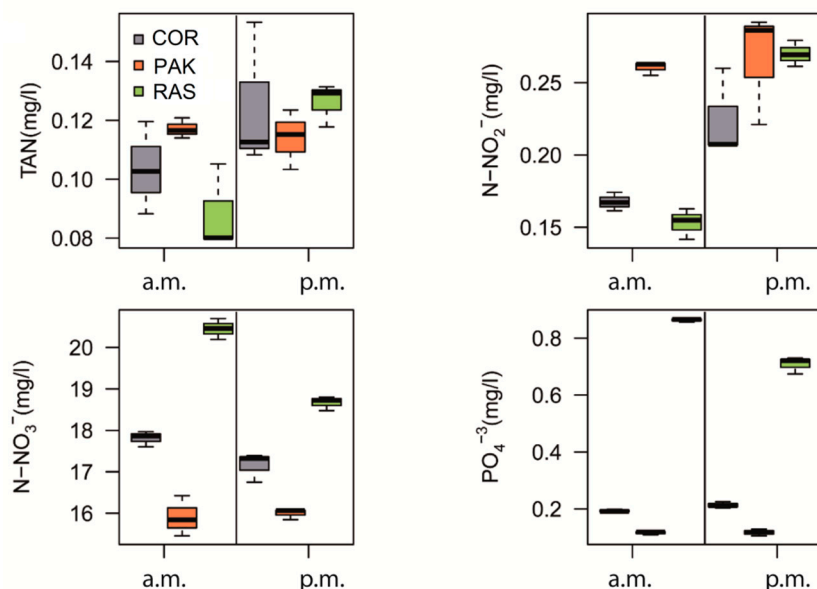 TAN(mg/l)
0.14
0.12
0.10
0.08
COR
PAK
RAS
a.m.
p.m.
N−NO₂⁻(mg/l)
0.25
0.20
0.15
a.m.
p.m.
N−NO₃⁻(mg/l)
20
19
18
17
16
a.m.
p.m.
PO₄⁻³(mg/l)
0.8
0.6
0.4
0.2
a.m.
p.m.